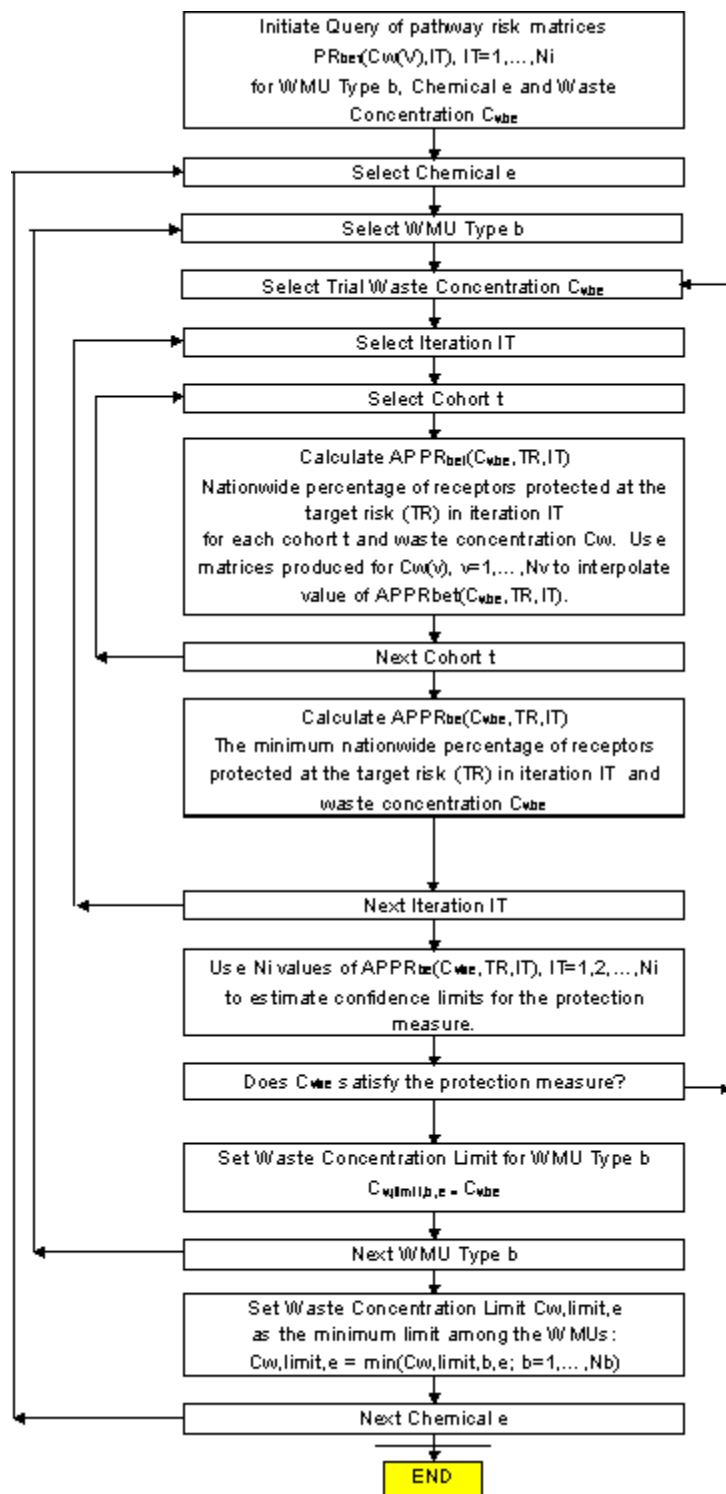 Initiate Query of pathway risk matrices
PRbet(Cw(V),IT), IT=1,...,Ni
for WMU Type b, Chemical e and Waste
Concentration Cwbe
Select Chemical e
Select WMU Type b
Select Trial Waste Concentration Cwbe
Select Iteration IT
Select Cohort t
Calculate APPRbet(Cwbe,TR,IT)
Nationwide percentage of receptors protected at the
target risk (TR) in iteration IT
for each cohort t and waste concentration Cw. Use
matrices produced for Cw(v), v=1,...,Nv to interpolate
value of APPRbet(Cwbe,TR,IT).
Next Cohort t
Calculate APPRbe(Cwbe,TR,IT)
The minimum nationwide percentage of receptors
protected at the target risk (TR) in iteration IT and
waste concentration Cwbe
Next Iteration IT
Use Ni values of APPRbe(Cwbe,TR,IT), IT=1,2,...,Ni
to estimate confidence limits for the protection
measure.
Does Cwbe satisfy the protection measure?
Set Waste Concentration Limit for WMU Type b
Cw,limit,b,e = Cwbe
Next WMU Type b
Set Waste Concentration Limit Cw,limit,e
as the minimum limit among the WMUs:
Cw,limit,e = min(Cw,limit,b,e; b=1,...,Nb)
Next Chemical e
END